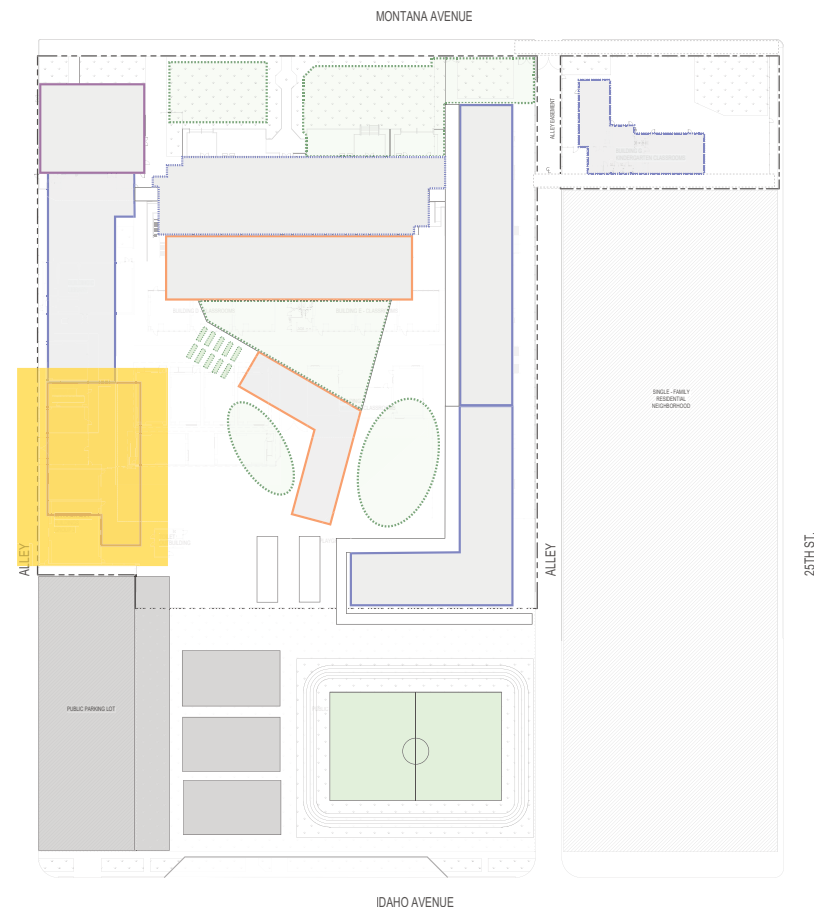 MONTANA AVENUE
ALLEY EASEMENT
SINGLE - FAMILY
RESIDENTIAL
NEIGHBORHOOD
ALLEY
ALLEY
25TH ST.
PUBLIC PARKING LOT
IDAHO AVENUE